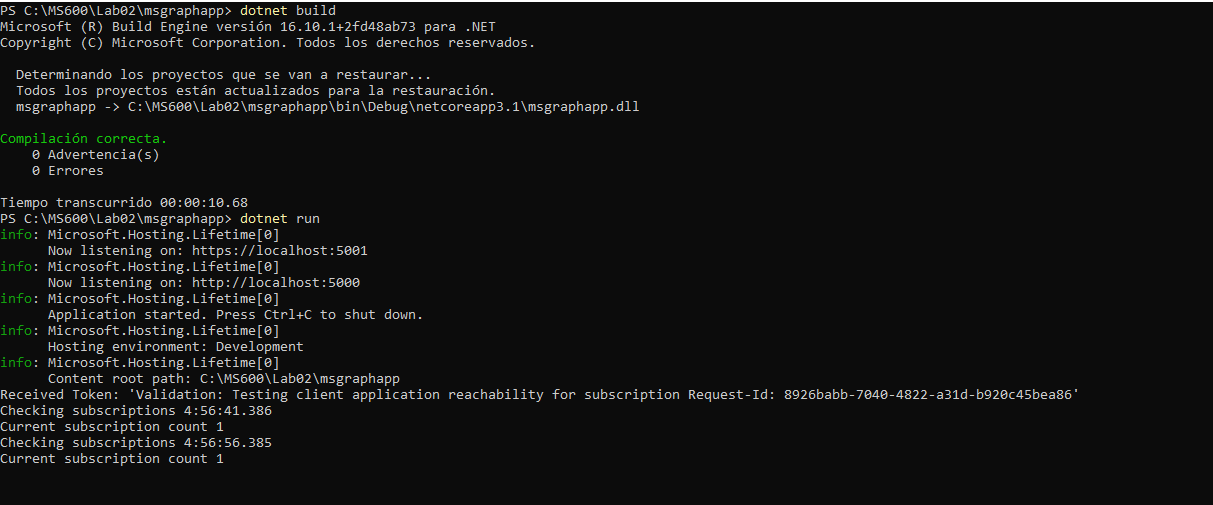 PS C:\MS600\Lab02\msgraphapp> dotnet build
Microsoft (R) Build Engine versión 16.10.1+2fd48ab73 para .NET
Copyright (C) Microsoft Corporation. Todos los derechos reservados.
Determinando los proyectos que se van a restaurar...
Todos los proyectos están actualizados para la restauración.
msgraphapp -> C:\MS600\Lab02\msgraphapp\bin\Debug\netcoreapp3.1\msgraphapp.dll
Compilación correcta.
0 Advertencia(s)
0 Errores
Tiempo transcurrido 00:00:10.68
PS C:\MS600\Lab02\msgraphapp> dotnet run
info: Microsoft.Hosting.Lifetime[0]
Now listening on: https://localhost:5001
info: Microsoft.Hosting.Lifetime[0]
Now listening on: http://localhost:5000
info: Microsoft.Hosting.Lifetime[0]
Application started. Press Ctrl+C to shut down.
info: Microsoft.Hosting.Lifetime[0]
Hosting environment: Development
info: Microsoft.Hosting.Lifetime[0]
Content root path: C:\MS600\Lab02\msgraphapp
Received Token: 'Validation: Testing client application reachability for subscription Request-Id: 8926babb-7040-4822-a31d-b920c45bea86'
Checking subscriptions 4:56:41.386
Current subscription count 1
Checking subscriptions 4:56:56.385
Current subscription count 1